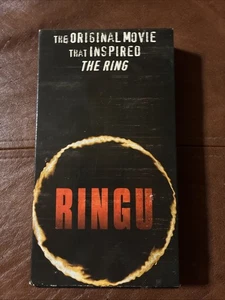 THE ORIGINAL MOVIE
THAT INSPIRED
THE RING
RINGU